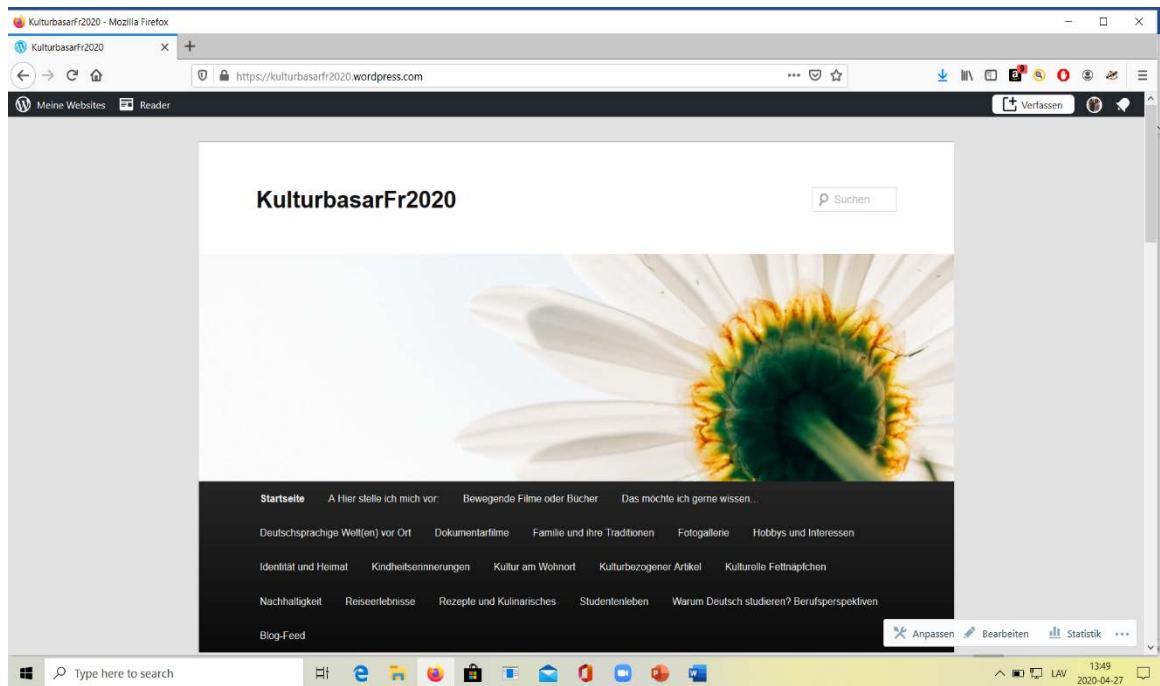 KulturbasarFr2020 - Mozilla Firefox
KulturbasarFr2020
https://kulturbasarfr2020.wordpress.com
Meine Websites Reader Verfassen
KulturbasarFr2020 Suchen
Startseite A Hier stelle ich mich vor: Bewegende Filme oder Bücher Das möchte ich gerne wissen...
Deutschsprachige Welt(en) vor Ort Dokumentarfilme Familie und ihre Traditionen Fotogallerie Hobbys und Interessen
Identität und Heimat Kindheitserinnerungen Kultur am Wohnort Kulturbezogener Artikel Kulturelle Fettnäpfchen
Nachhaltigkeit Reiseerlebnisse Rezepte und Kulinarisches Studentenleben Warum Deutsch studieren? Berufsperspektiven
Blog-Feed
Anpassen Bearbeiten Statistik
Type here to search LAV 13:49
2020-04-27